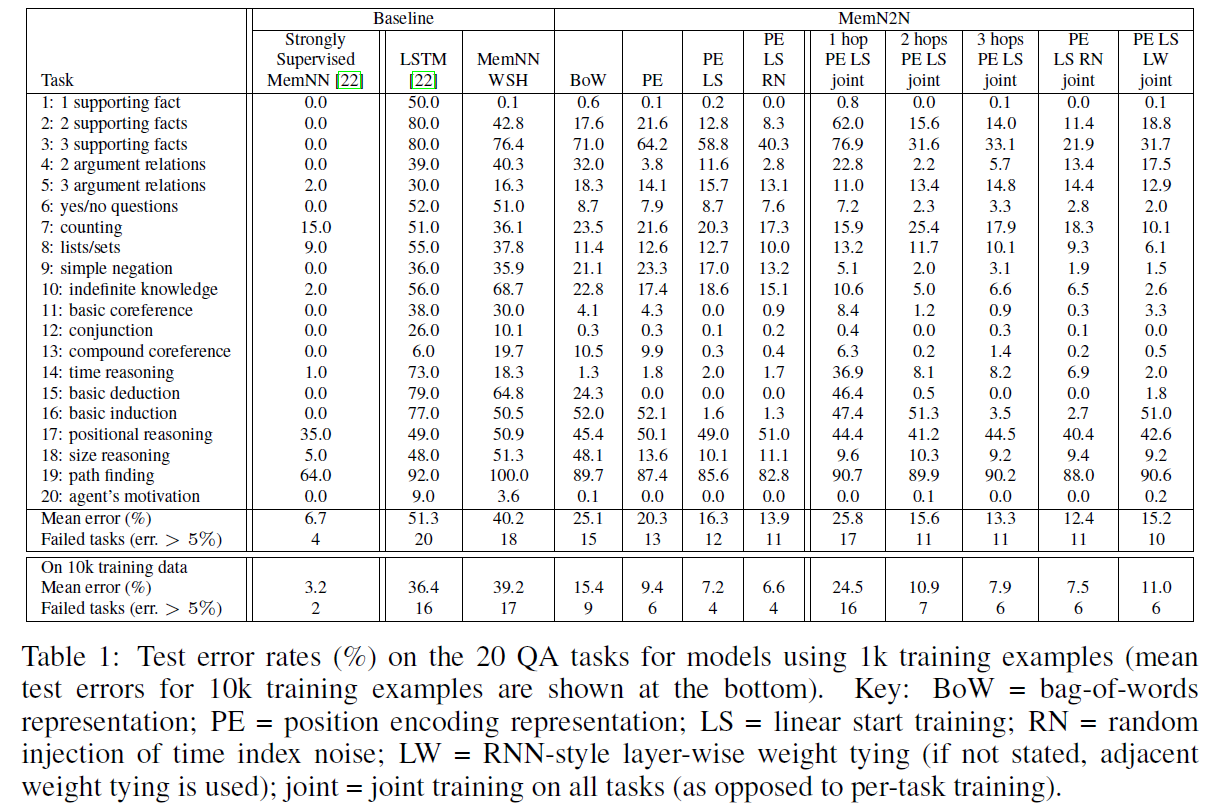 Baseline MemN2N
Strongly PE 1 hop 2 hops 3 hops PE PE LS
Supervised LSTM MemNN PE LS PE LS PE LS PE LS LS RN LW
Task MemNN [22] [22] WSH BoW PE LS RN joint joint joint joint joint
1: 1 supporting fact 0.0 50.0 0.1 0.6 0.1 0.2 0.0 0.8 0.0 0.1 0.0 0.1
2: 2 supporting facts 0.0 80.0 42.8 17.6 21.6 12.8 8.3 62.0 15.6 14.0 11.4 18.8
3: 3 supporting facts 0.0 80.0 76.4 71.0 64.2 58.8 40.3 76.9 31.6 33.1 21.9 31.7
4: 2 argument relations 0.0 39.0 40.3 32.0 3.8 11.6 2.8 22.8 2.2 5.7 13.4 17.5
5: 3 argument relations 2.0 30.0 16.3 18.3 14.1 15.7 13.1 11.0 13.4 14.8 14.4 12.9
6: yes/no questions 0.0 52.0 51.0 8.7 7.9 8.7 7.6 7.2 2.3 3.3 2.8 2.0
7: counting 15.0 51.0 36.1 23.5 21.6 20.3 17.3 15.9 25.4 17.9 18.3 10.1
8: lists/sets 9.0 55.0 37.8 11.4 12.6 12.7 10.0 13.2 11.7 10.1 9.3 6.1
9: simple negation 0.0 36.0 35.9 21.1 23.3 17.0 13.2 5.1 2.0 3.1 1.9 1.5
10: indefinite knowledge 2.0 56.0 68.7 22.8 17.4 18.6 15.1 10.6 5.0 6.6 6.5 2.6
11: basic coreference 0.0 38.0 30.0 4.1 4.3 0.0 0.9 8.4 1.2 0.9 0.3 3.3
12: conjunction 0.0 26.0 10.1 0.3 0.3 0.1 0.2 0.4 0.0 0.3 0.1 0.0
13: compound coreference 0.0 6.0 19.7 10.5 9.9 0.3 0.4 6.3 0.2 1.4 0.2 0.5
14: time reasoning 1.0 73.0 18.3 1.3 1.8 2.0 1.7 36.9 8.1 8.2 6.9 2.0
15: basic deduction 0.0 79.0 64.8 24.3 0.0 0.0 0.0 46.4 0.5 0.0 0.0 1.8
16: basic induction 0.0 77.0 50.5 52.0 52.1 1.6 1.3 47.4 51.3 3.5 2.7 51.0
17: positional reasoning 35.0 49.0 50.9 45.4 50.1 49.0 51.0 44.4 41.2 44.5 40.4 42.6
18: size reasoning 5.0 48.0 51.3 48.1 13.6 10.1 11.1 9.6 10.3 9.2 9.4 9.2
19: path finding 64.0 92.0 100.0 89.7 87.4 85.6 82.8 90.7 89.9 90.2 88.0 90.6
20: agent's motivation 0.0 9.0 3.6 0.1 0.0 0.0 0.0 0.0 0.1 0.0 0.0 0.2
Mean error (%) 6.7 51.3 40.2 25.1 20.3 16.3 13.9 25.8 15.6 13.3 12.4 15.2
Failed tasks (err. > 5%) 4 20 18 15 13 12 11 17 11 11 11 10
On 10k training data
Mean error (%) 3.2 36.4 39.2 15.4 9.4 7.2 6.6 24.5 10.9 7.9 7.5 11.0
Failed tasks (err. > 5%) 2 16 17 9 6 4 4 16 7 6 6 6
Table 1: Test error rates (%) on the 20 QA tasks for models using 1k training examples (mean
test errors for 10k training examples are shown at the bottom). Key: BoW = bag-of-words
representation; PE = position encoding representation; LS = linear start training; RN = random
injection of time index noise; LW = RNN-style layer-wise weight tying (if not stated, adjacent
weight tying is used); joint = joint training on all tasks (as opposed to per-task training).